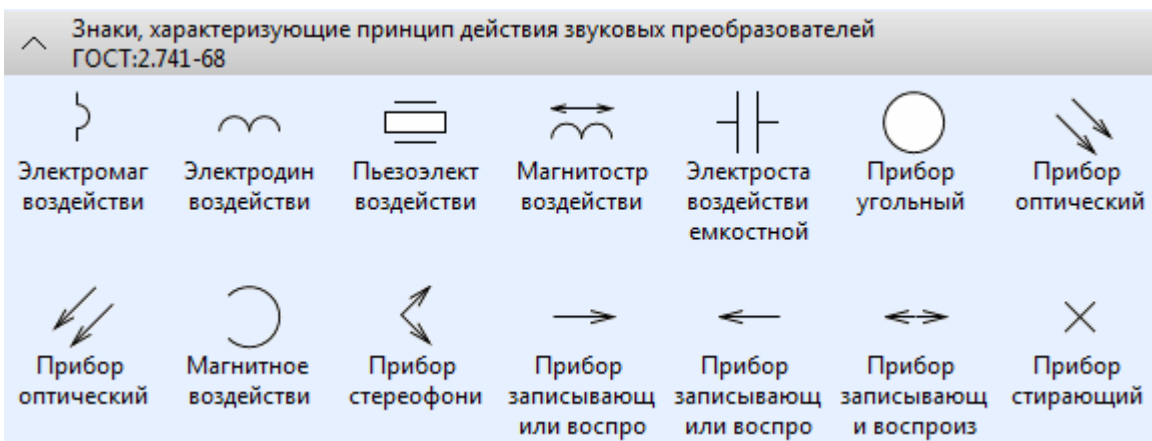 Знаки, характеризующие принцип действия звуковых преобразователей
ГОСТ:2.741-68
Электромаг Электродин Пьезоэлект Магнитостр Электроста Прибор Прибор
воздействи воздействи воздействи воздействи воздействи угольный оптический
емкостной
Прибор Магнитное Прибор Прибор Прибор Прибор Прибор
оптический воздействи стереофони записывающ записывающ записывающ стирающий
или воспро или воспро и воспроиз